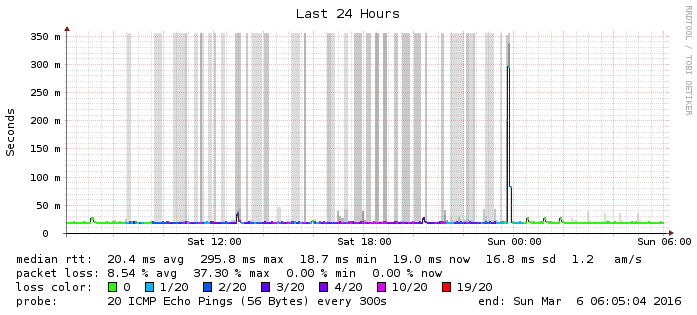 Last 24 Hours
RRDTOOL / TOBI OETIKER
Seconds
350 m
300 m
250 m
200 m
150 m
100 m
50 m
0
Sat 12:00 Sat 18:00 Sun 00:00 Sun 06:00
median rtt: 20.4 ms avg 295.8 ms max 18.7 ms min 19.0 ms now 16.8 ms sd 1.2 am/s
packet loss: 8.54 % avg 37.30 % max 0.00 % min 0.00 % now
loss color: 0 1/20 2/20 3/20 4/20 10/20 19/20
probe: 20 ICMP Echo Pings (56 Bytes) every 300s end: Sun Mar 6 06:05:04 2016